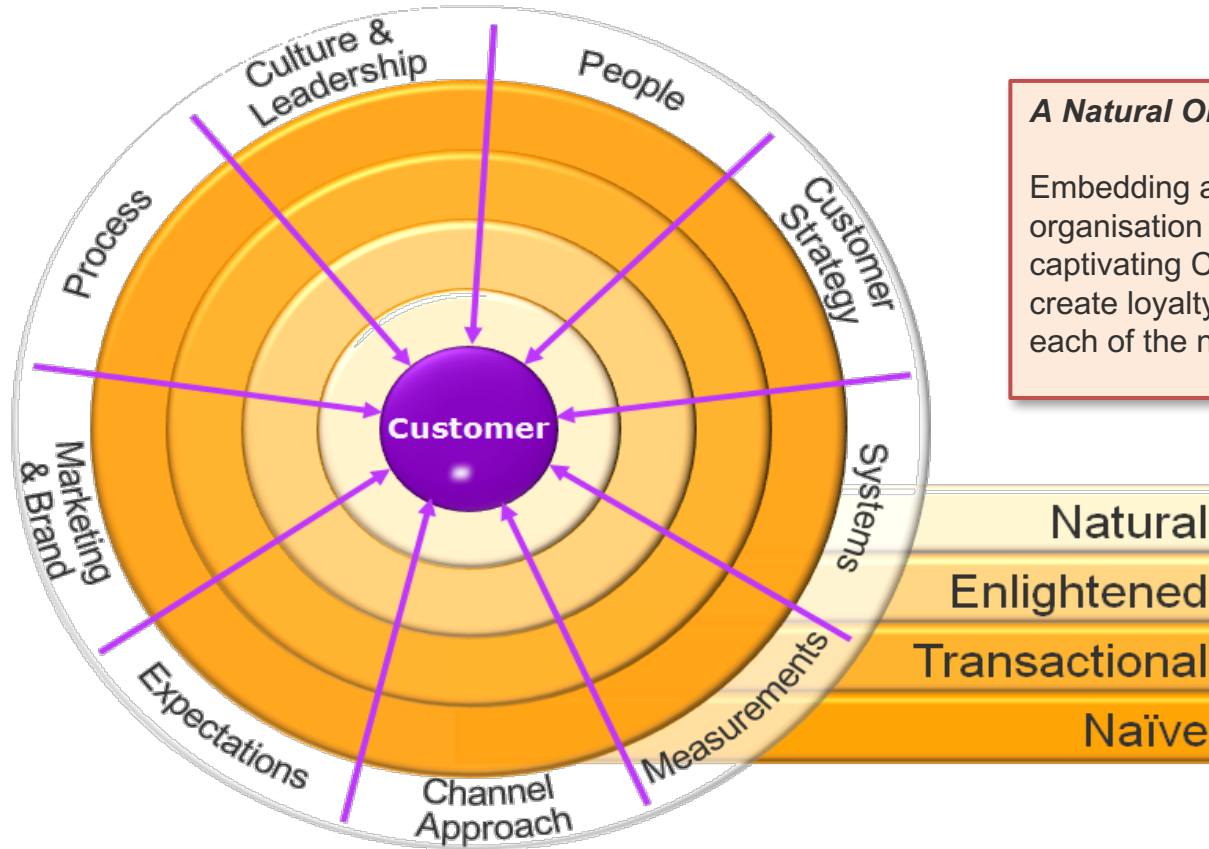 Culture &
Leadership
People
Customer
Strategy
Systems
Measurements
Channel
Approach
Expectations
Marketing
& Brand
Process
Customer
A Natural
Embedding
organisation
captivating
create loyalty
each of the
Natural
Enlightened
Transactional
Naïve